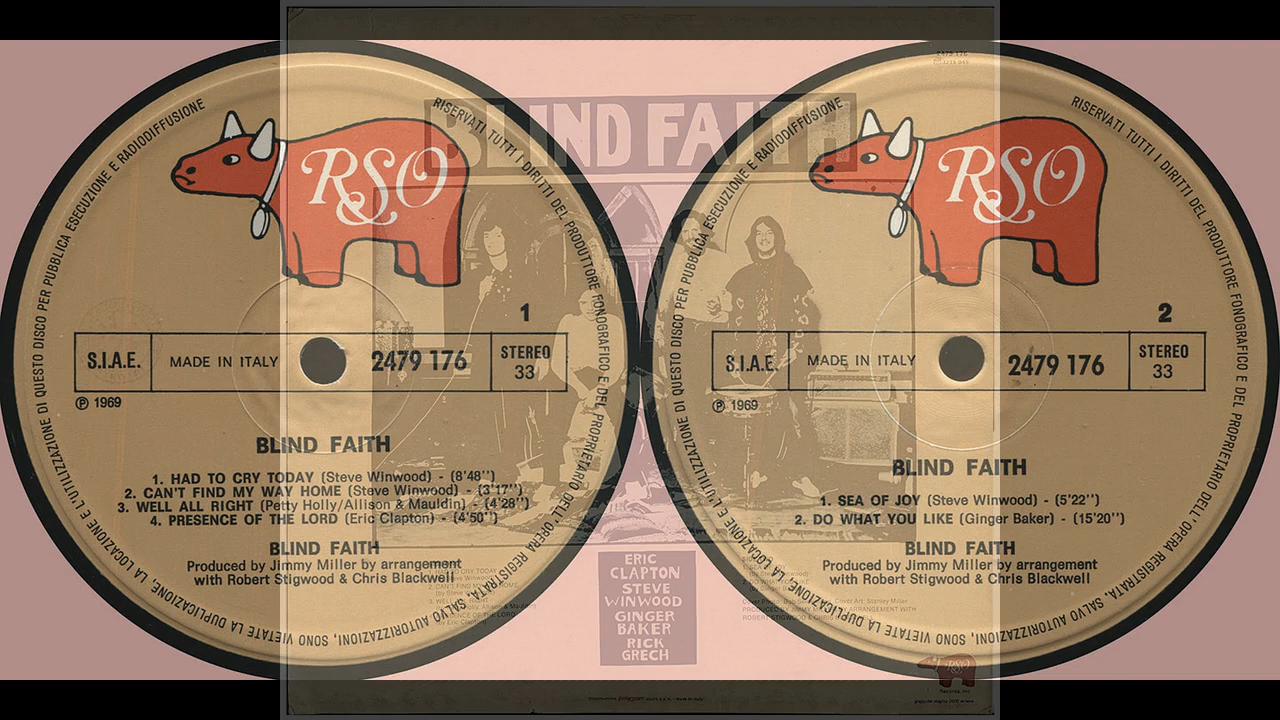 BLIND FAITH
RISERVATI TUTTI I DIRITTI DEL PRODUTTORE FONOGRAFICO E DEL PROPRIETARIO DELL'OPERA REGISTRATA, SALVO AUTORIZZAZIONI, SONO VIETATE LA DUPLICAZIONE, LA LOCAZIONE E L'UTILIZZAZIONE DI QUESTO DISCO PER PUBBLICA ESECUZIONE E RADIODIFFUSIONE
RSO
1
S.I.A.E.
MADE IN ITALY
2479 176
STEREO
33
℗ 1969
BLIND FAITH
1. HAD TO CRY TODAY (Steve Winwood) - (8'48'')
2. CAN'T FIND MY WAY HOME (Steve Winwood) - (3'17'')
3. WELL ALL RIGHT (Petty Holly/Allison & Mauldin) - (4'28'')
4. PRESENCE OF THE LORD (Eric Clapton) - (4'50'')
BLIND FAITH
Produced by Jimmy Miller by arrangement
with Robert Stigwood & Chris Blackwell
ERIC
CLAPTON
STEVE
WINWOOD
GINGER
BAKER
RICK
GRECH
2479 176
RISERVATI TUTTI I DIRITTI DEL PRODUTTORE FONOGRAFICO E DEL PROPRIETARIO DELL'OPERA REGISTRATA, SALVO AUTORIZZAZIONI, SONO VIETATE LA DUPLICAZIONE, LA LOCAZIONE E L'UTILIZZAZIONE DI QUESTO DISCO PER PUBBLICA ESECUZIONE E RADIODIFFUSIONE
RSO
2
S.I.A.E.
MADE IN ITALY
2479 176
STEREO
33
℗ 1969
BLIND FAITH
1. SEA OF JOY (Steve Winwood) - (5'22'')
2. DO WHAT YOU LIKE (Ginger Baker) - (15'20'')
BLIND FAITH
Produced by Jimmy Miller by arrangement
with Robert Stigwood & Chris Blackwell
RSO
Records, Inc.